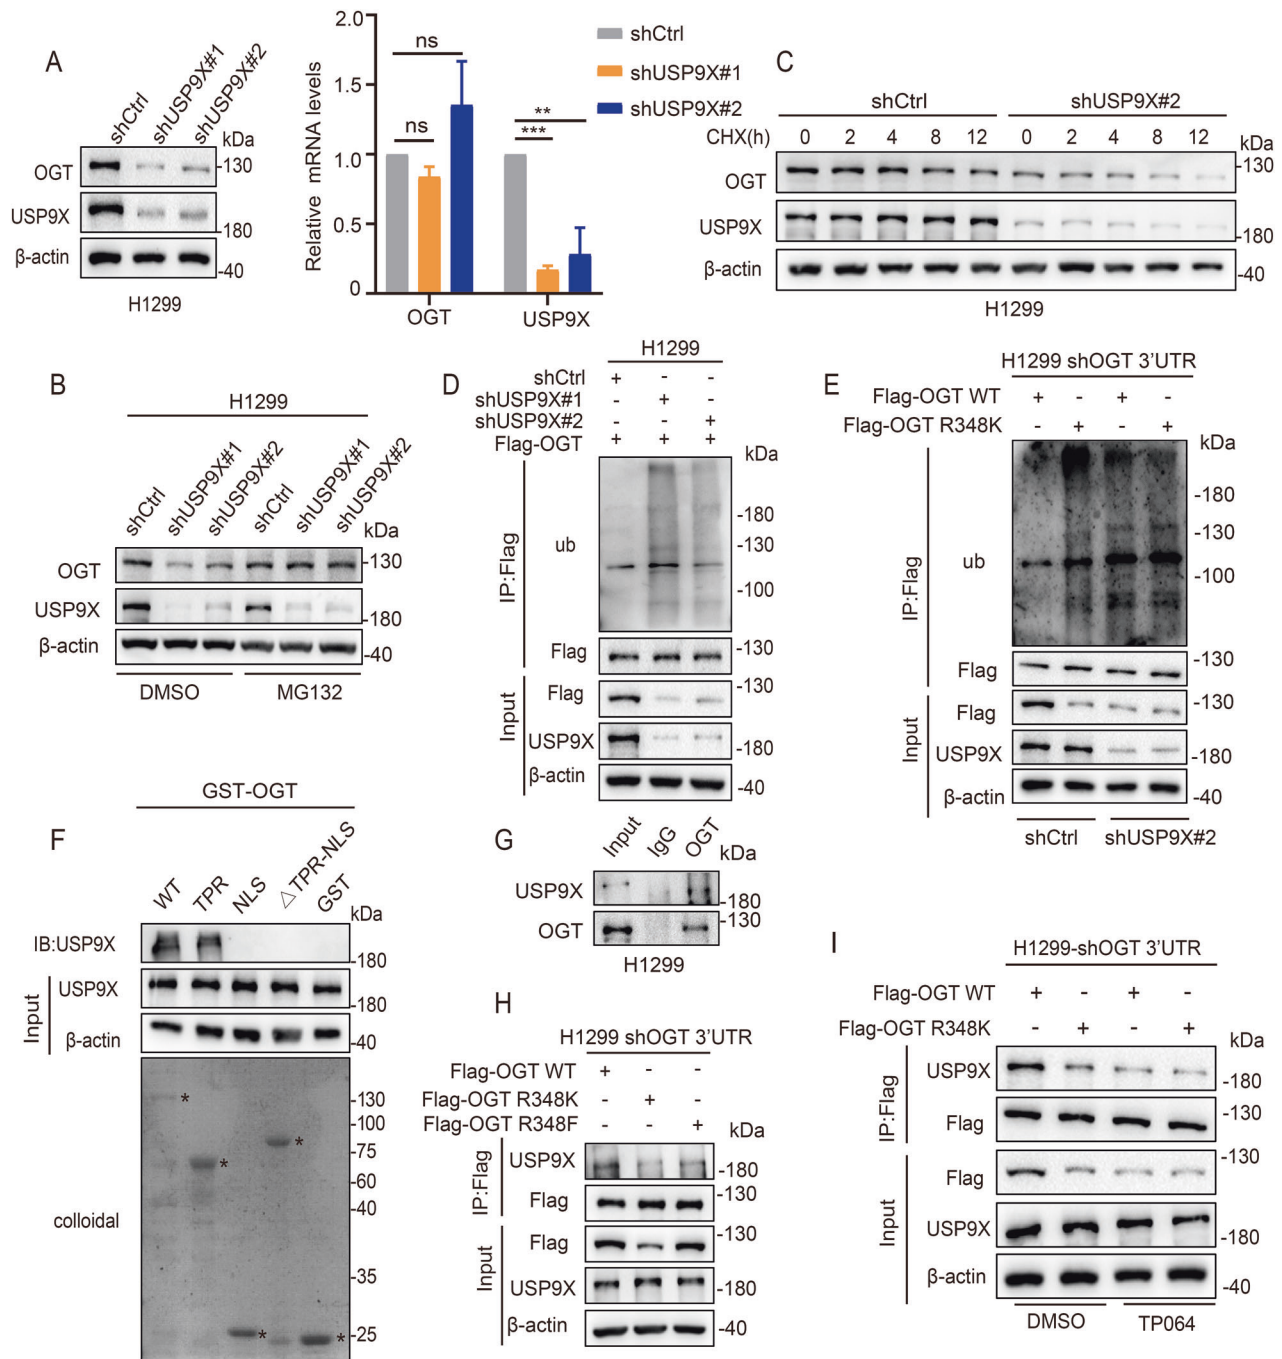 A
shCtrl
shUSP9X#1
shUSP9X#2
kDa
OGT
-130
USP9X
-180
β-actin
-40
H1299
Relative mRNA levels
2.0
1.5
1.0
0.5
0
ns
ns
**
***
OGT
USP9X
shCtrl
shUSP9X#1
shUSP9X#2
C
shCtrl
shUSP9X#2
CHX(h) 0 2 4 8 12 0 2 4 8 12
kDa
OGT
-130
USP9X
-180
β-actin
-40
H1299
B
H1299
shCtrl
shUSP9X#1
shUSP9X#2
shCtrl
shUSP9X#1
shUSP9X#2
kDa
OGT
-130
USP9X
-180
β-actin
-40
DMSO
MG132
D
H1299
shCtrl + - -
shUSP9X#1 - + -
shUSP9X#2 - - +
Flag-OGT + + +
kDa
IP:Flag
ub
-180
-130
-100
Flag
-130
Input
Flag
-130
USP9X
-180
β-actin
-40
E
H1299 shOGT 3'UTR
Flag-OGT WT + - + -
Flag-OGT R348K - + - +
kDa
IP:Flag
ub
-180
-130
-100
Flag
-130
Input
Flag
-130
USP9X
-180
β-actin
-40
shCtrl
shUSP9X#2
F
GST-OGT
WT
TPR
NLS
△TPR-NLS
GST
kDa
IB:USP9X
-180
Input
USP9X
-180
β-actin
-40
colloidal
-130
-100
-75
-60
-40
-35
-25
*
*
*
*
*
G
Input
IgG
OGT
kDa
USP9X
-180
OGT
-130
H1299
H
H1299 shOGT 3'UTR
Flag-OGT WT + - -
Flag-OGT R348K - + -
Flag-OGT R348F - - +
kDa
IP:Flag
USP9X
-180
Flag
-130
Input
Flag
-130
USP9X
-180
β-actin
-40
I
H1299-shOGT 3'UTR
Flag-OGT WT + - + -
Flag-OGT R348K - + - +
kDa
IP:Flag
USP9X
-180
Flag
-130
Input
Flag
-130
USP9X
-180
β-actin
-40
DMSO
TP064